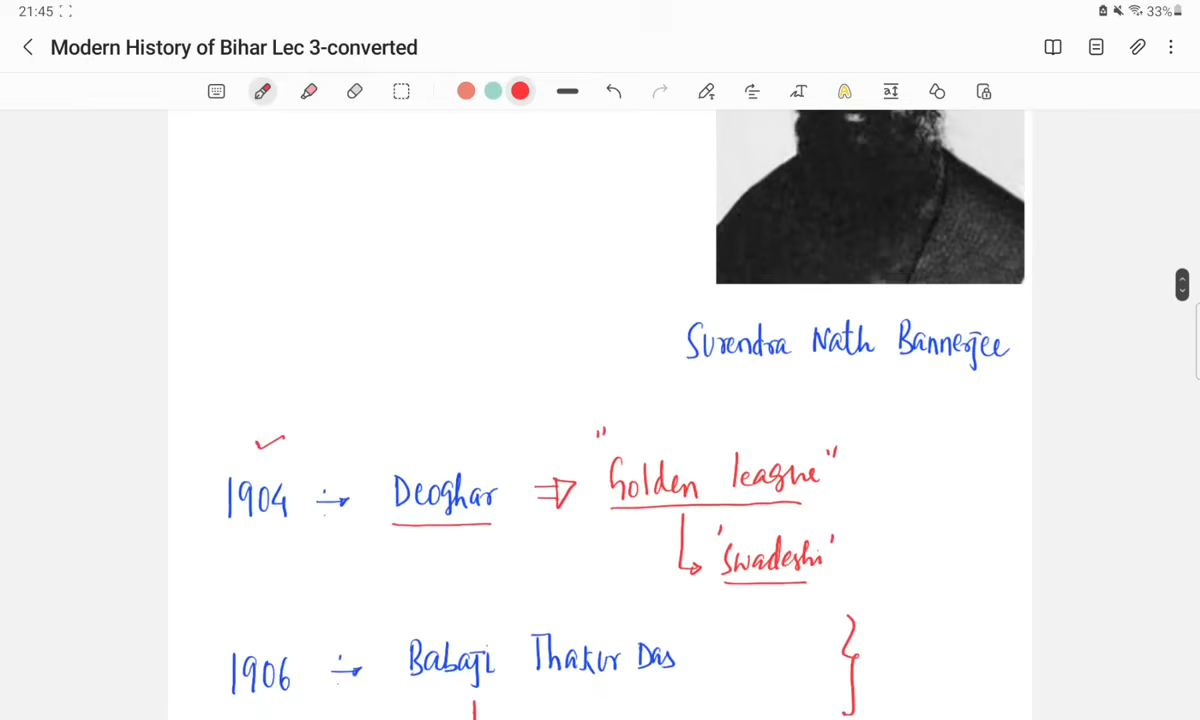 21:45
33%
Modern History of Bihar Lec 3-converted
Surendra Nath Bannerjee
1904 Deoghar ⇒ "Golden league"
↳ 'Swadeshi'
1906 Babaji Thakur Das